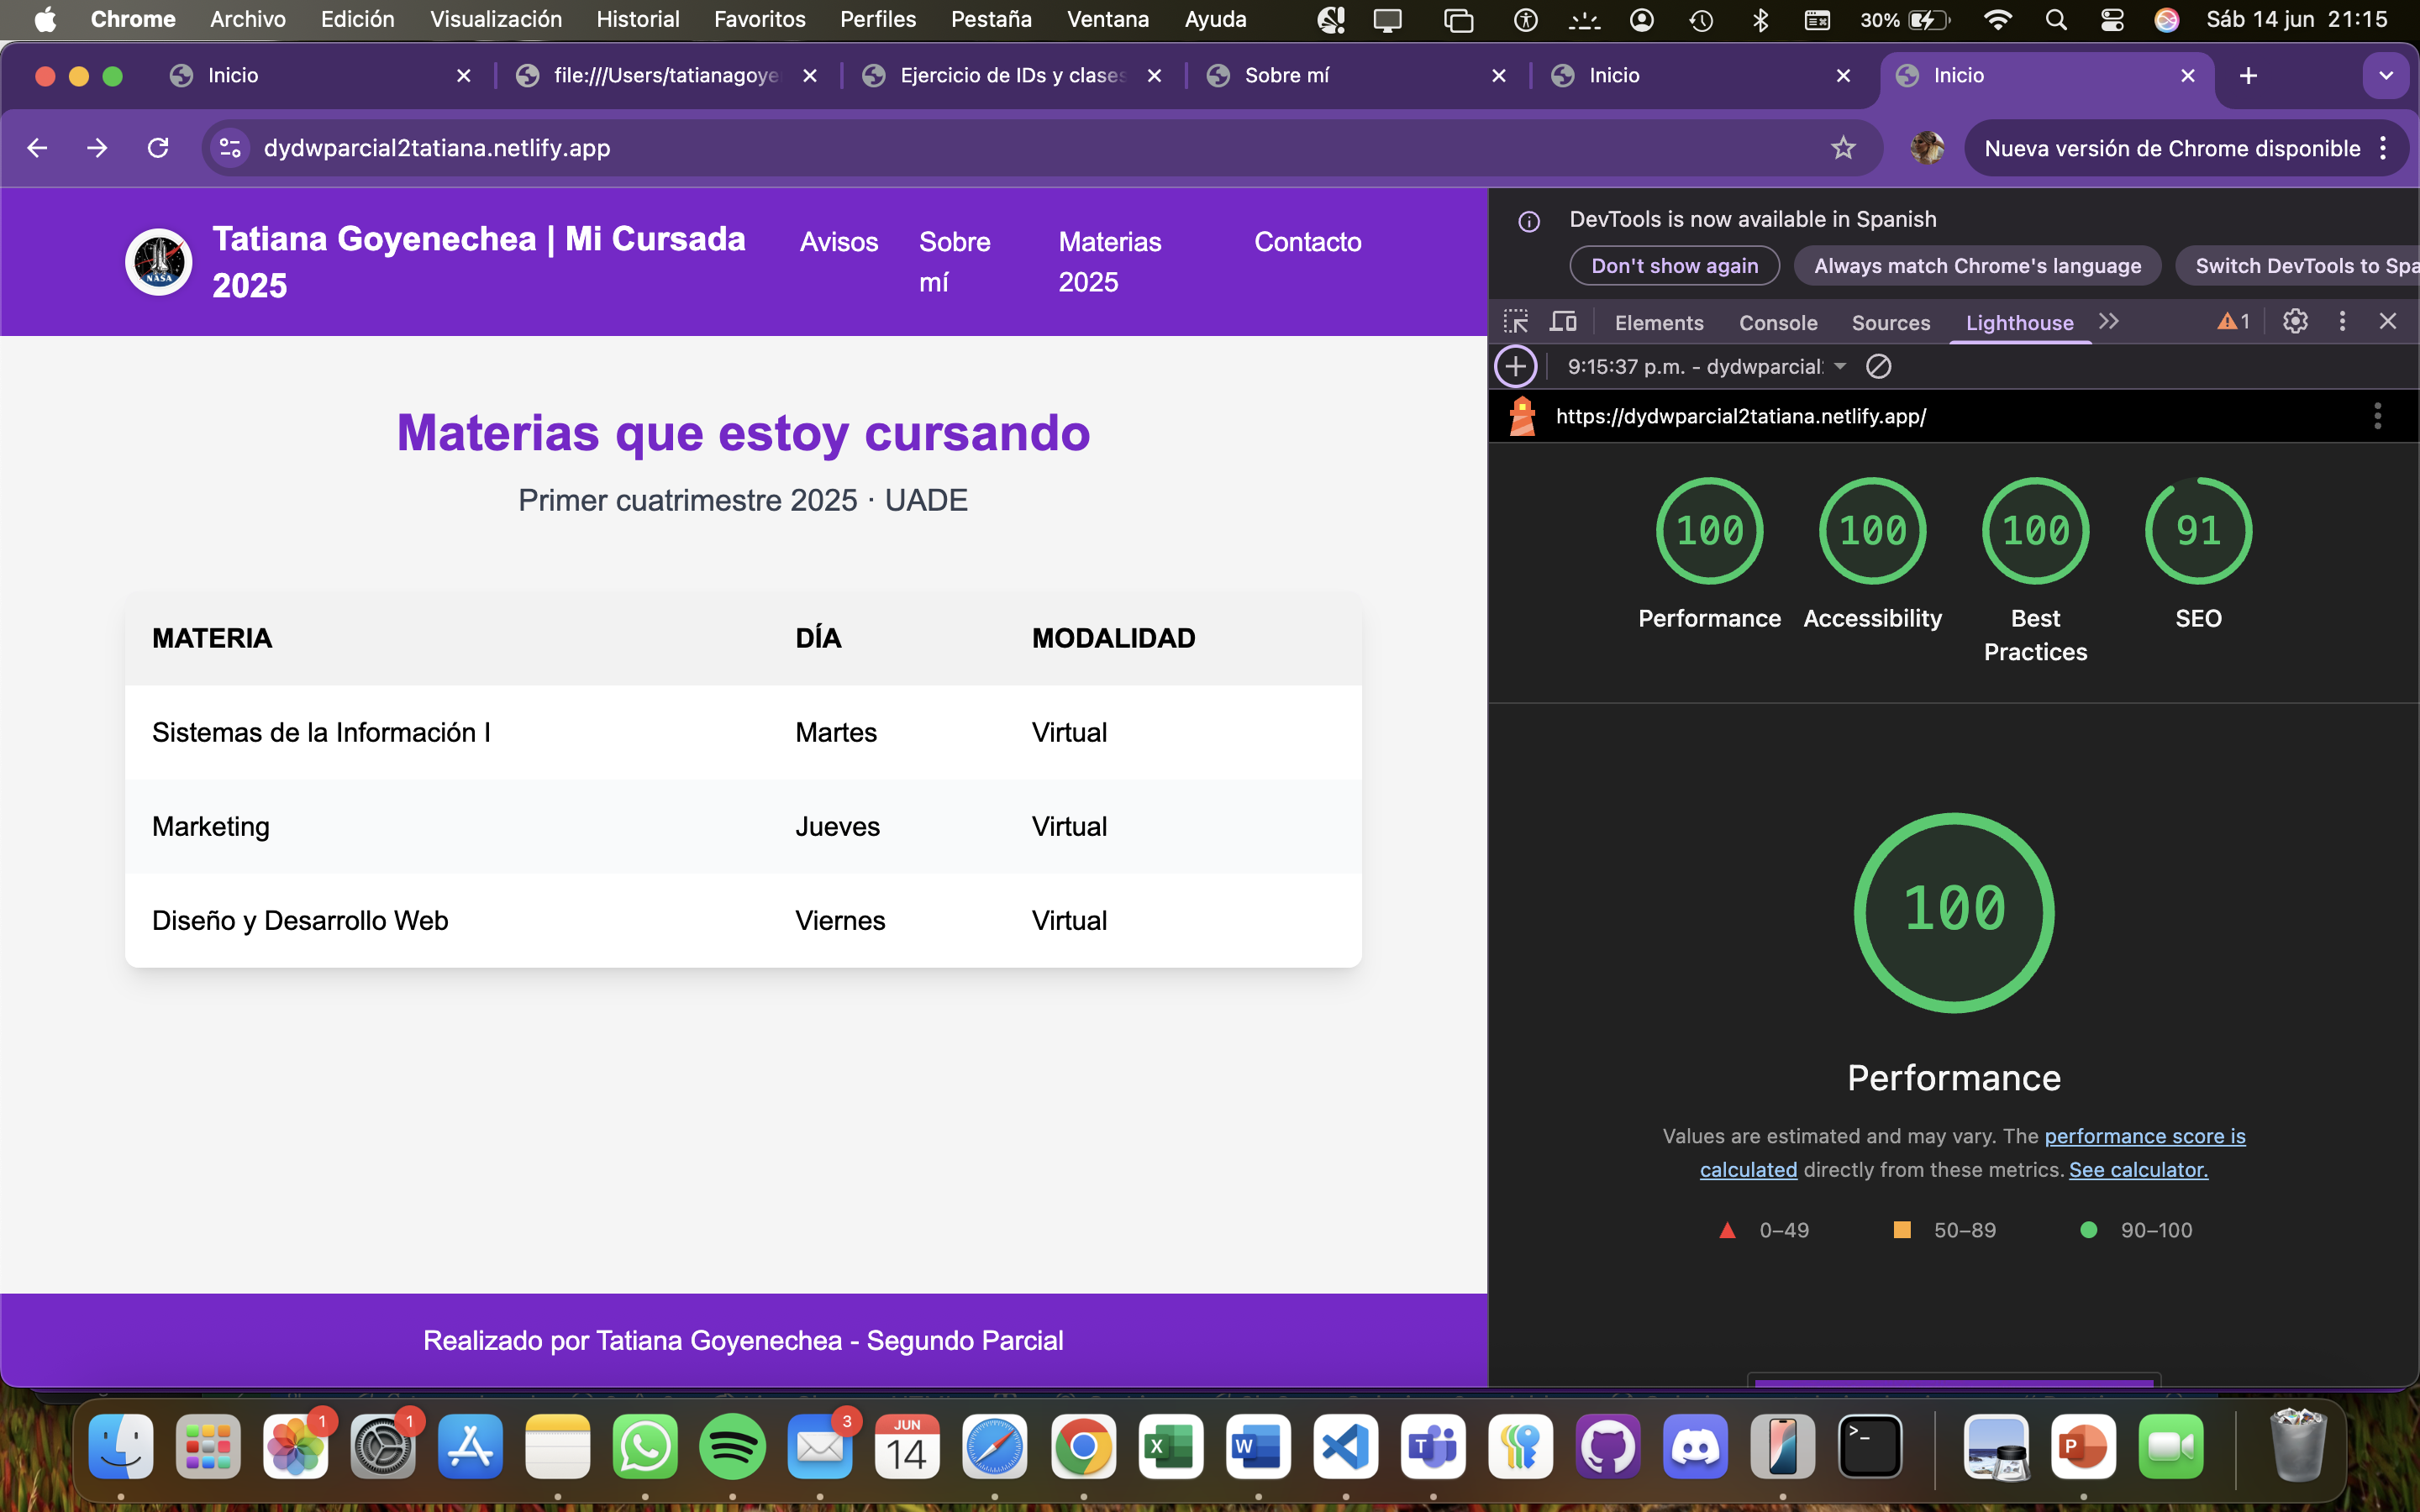 Chrome Archivo Edición Visualización Historial Favoritos Perfiles Pestaña Ventana Ayuda 30% Sáb 14 jun 21:15
Inicio file:///Users/tatianagoye Ejercicio de IDs y clases Sobre mí Inicio Inicio
dydwparcial2tatiana.netlify.app Nueva versión de Chrome disponible
NASA
Tatiana Goyenechea | Mi Cursada
2025
Avisos
Sobre
mí
Materias
2025
Contacto
Materias que estoy cursando
Primer cuatrimestre 2025 · UADE
MATERIA DÍA MODALIDAD
Sistemas de la Información I Martes Virtual
Marketing Jueves Virtual
Diseño y Desarrollo Web Viernes Virtual
Realizado por Tatiana Goyenechea - Segundo Parcial
DevTools is now available in Spanish
Don't show again Always match Chrome's language Switch DevTools to Spa
Elements Console Sources Lighthouse 1
9:15:37 p.m. - dydwparcial
https://dydwparcial2tatiana.netlify.app/
100 100 100 91
Performance Accessibility Best
Practices SEO
100
Performance
Values are estimated and may vary. The performance score is
calculated directly from these metrics. See calculator.
0–49 50–89 90–100
1 1 3
JUN
14
X W T >_ P